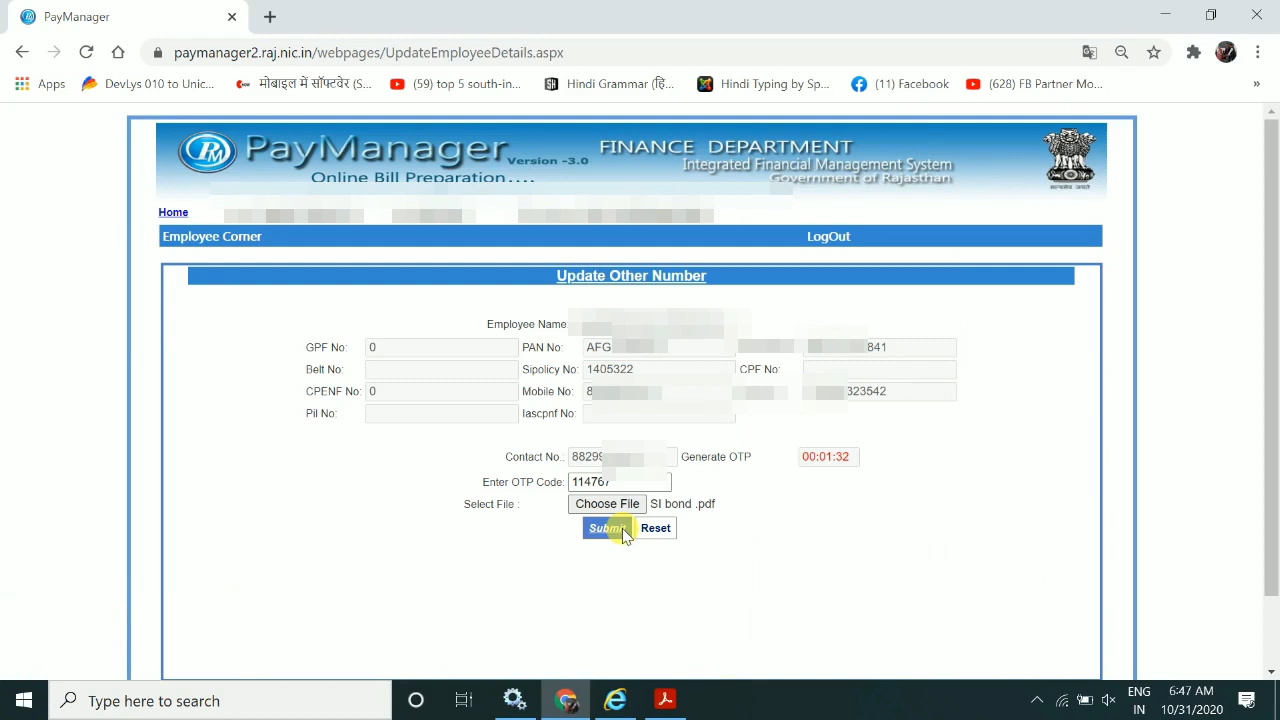 PayManager
paymanager2.raj.nic.in/webpages/UpdateEmployeeDetails.aspx
Apps DevLys 010 to Unic... मोबाइल में सॉफ्टवेर (S... (59) top 5 south-in... Hindi Grammar (हि... Hindi Typing by Sp... (11) Facebook (628) FB Partner Mo... »
PayManager Version -3.0 FINANCE DEPARTMENT
Integrated Financial Management System
Online Bill Preparation.... Government of Rajasthan
Home
Employee Corner LogOut
Update Other Number
Employee Name:
GPF No: 0 PAN No: AFG 841
Belt No: Sipolicy No: 1405322 CPF No:
CPENF No: 0 Mobile No: 8 323542
Pil No: Iascpnf No:
Contact No.: 8829 Generate OTP 00:01:32
Enter OTP Code: 114767
Select File : Choose File SI bond .pdf
Submit Reset
Type here to search
ENG 6:47 AM
IN 10/31/2020